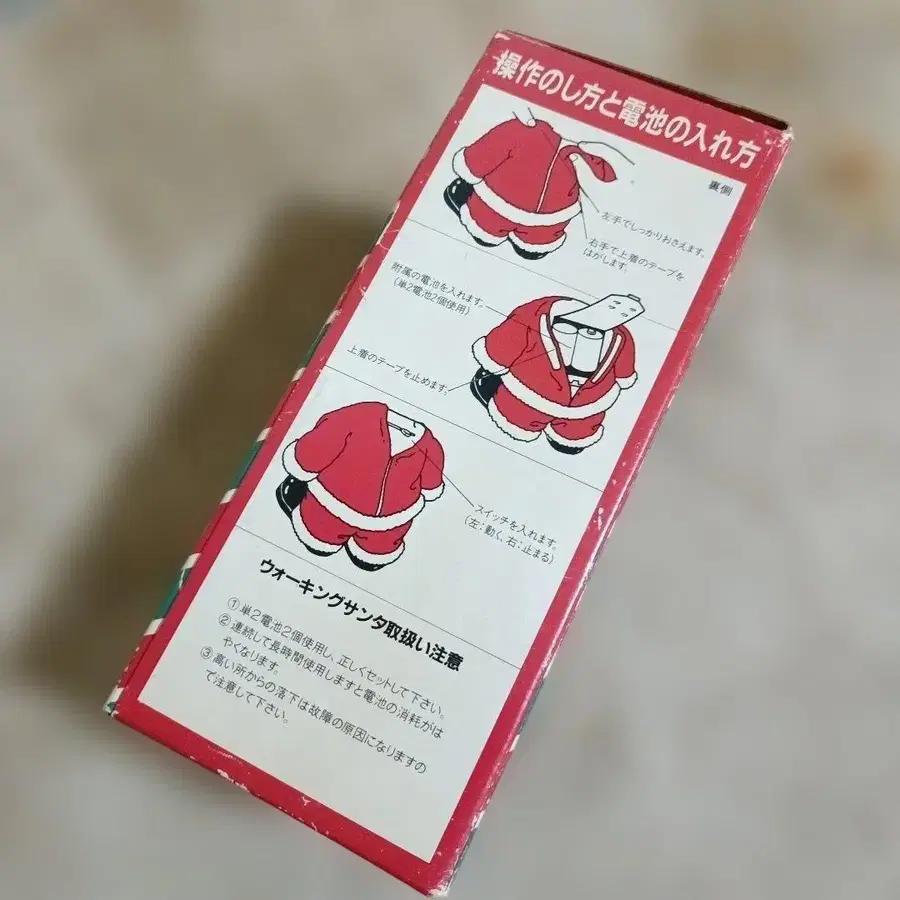 操作のし方と電池の入れ方
裏側
左手でしっかりおさえます。
右手で上着のテープを
はがします。
附属の電池を入れます。
(単2電池2個使用)
上着のテープを止めます。
スイッチを入れます。
(左:動く、右:止まる)
ウォーキングサンタ取扱い注意
①単2電池2個使用し、正しくセットして下さい。
②連続して長時間使用しますと電池の消耗がは
やくなります。
③高い所からの落下は故障の原因になりますの
で注意して下さい。